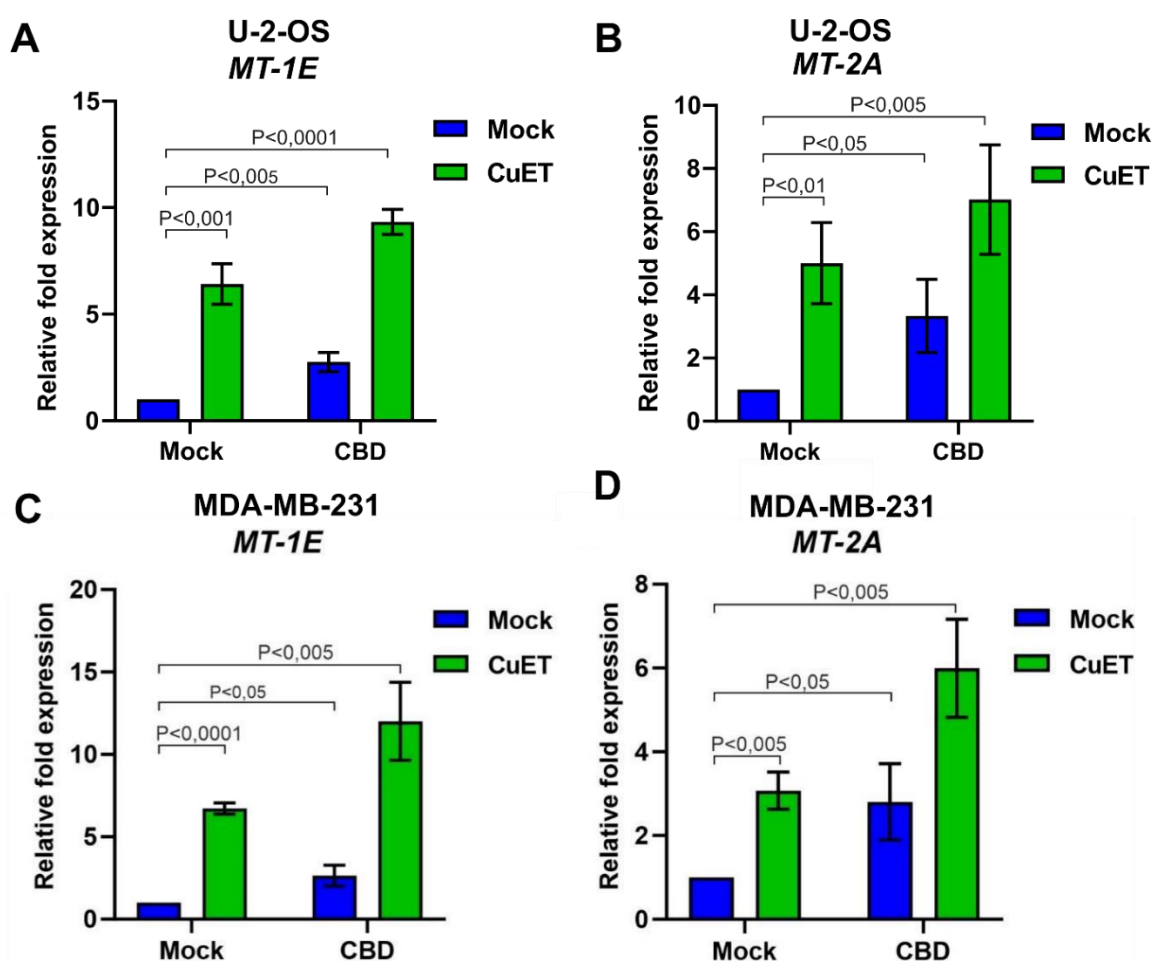 A
U-2-OS
MT-1E
Relative fold expression
15
10
5
0
P<0,0001
P<0,005
P<0,001
Mock
CuET
Mock
CBD
B
U-2-OS
MT-2A
Relative fold expression
10
8
6
4
2
0
P<0,005
P<0,05
P<0,01
Mock
CuET
Mock
CBD
C
MDA-MB-231
MT-1E
Relative fold expression
20
15
10
5
0
P<0,005
P<0,05
P<0,0001
Mock
CuET
Mock
CBD
D
MDA-MB-231
MT-2A
Relative fold expression
8
6
4
2
0
P<0,005
P<0,05
P<0,005
Mock
CuET
Mock
CBD